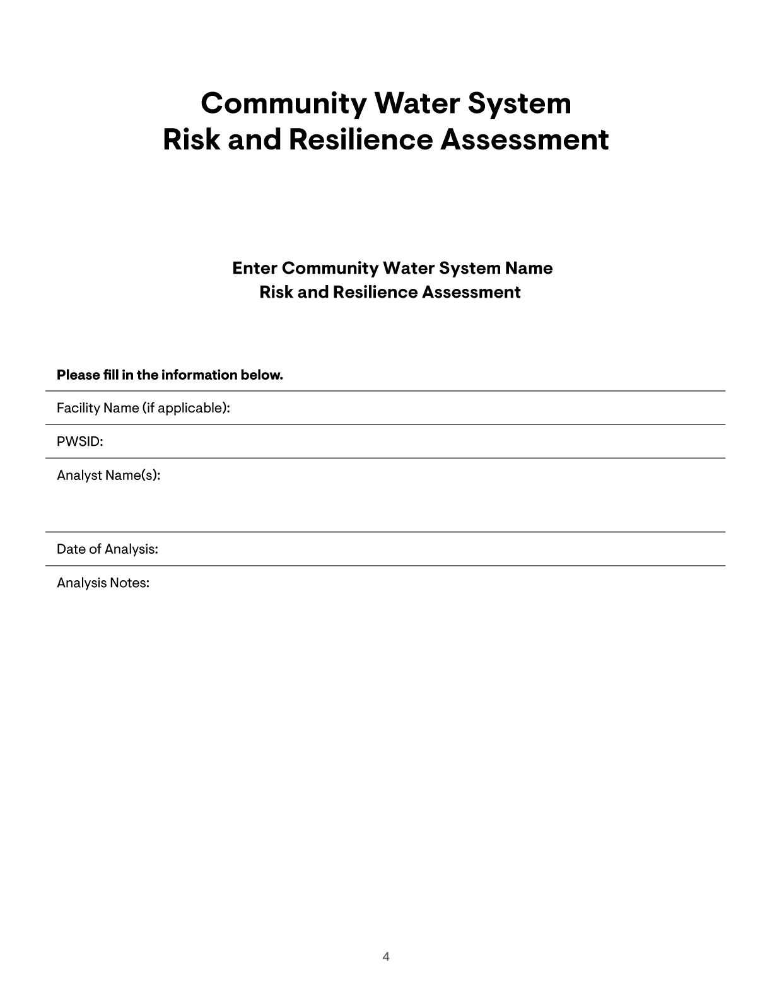 Community Water System
Risk and Resilience Assessment
Enter Community Water System Name
Risk and Resilience Assessment
Please fill in the information below.
Facility Name (if applicable):
PWSID:
Analyst Name(s):
Date of Analysis:
Analysis Notes:
4